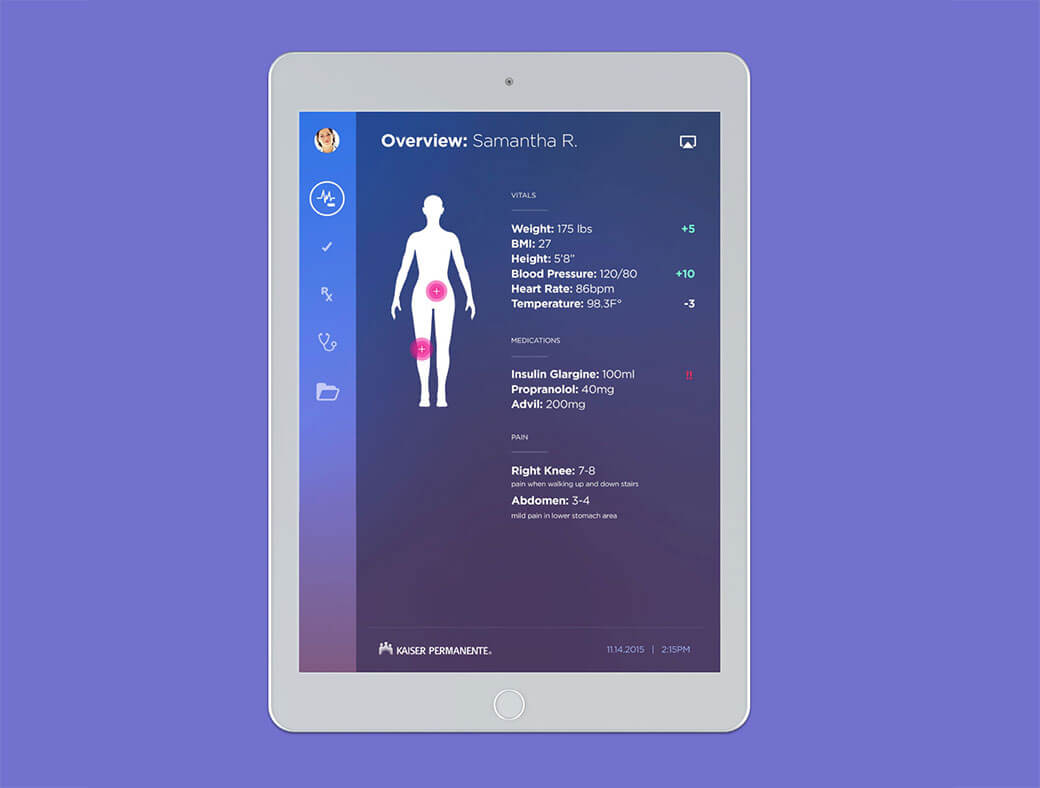 Overview: Samantha R.
VITALS
Weight: 175 lbs +5
BMI: 27
Height: 5'8"
Blood Pressure: 120/80 +10
Heart Rate: 86bpm
Temperature: 98.3F° -3
MEDICATIONS
Insulin Glargine: 100ml !!
Propranolol: 40mg
Advil: 200mg
PAIN
Right Knee: 7-8
pain when walking up and down stairs
Abdomen: 3-4
mild pain in lower stomach area
KAISER PERMANENTE® 11.14.2015 | 2:15PM
Rx